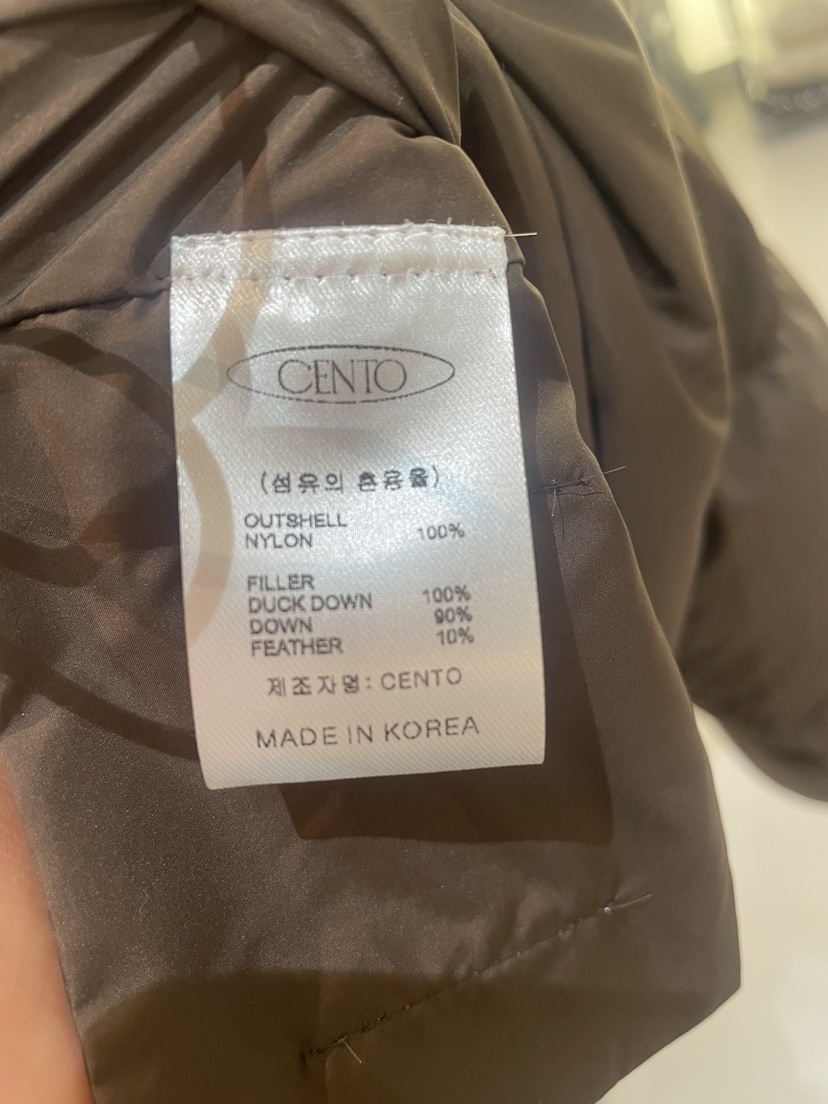 CENTO
(섬유의 혼용율)
OUTSHELL
NYLON 100%
FILLER
DUCK DOWN 100%
DOWN 90%
FEATHER 10%
제조자명: CENTO
MADE IN KOREA